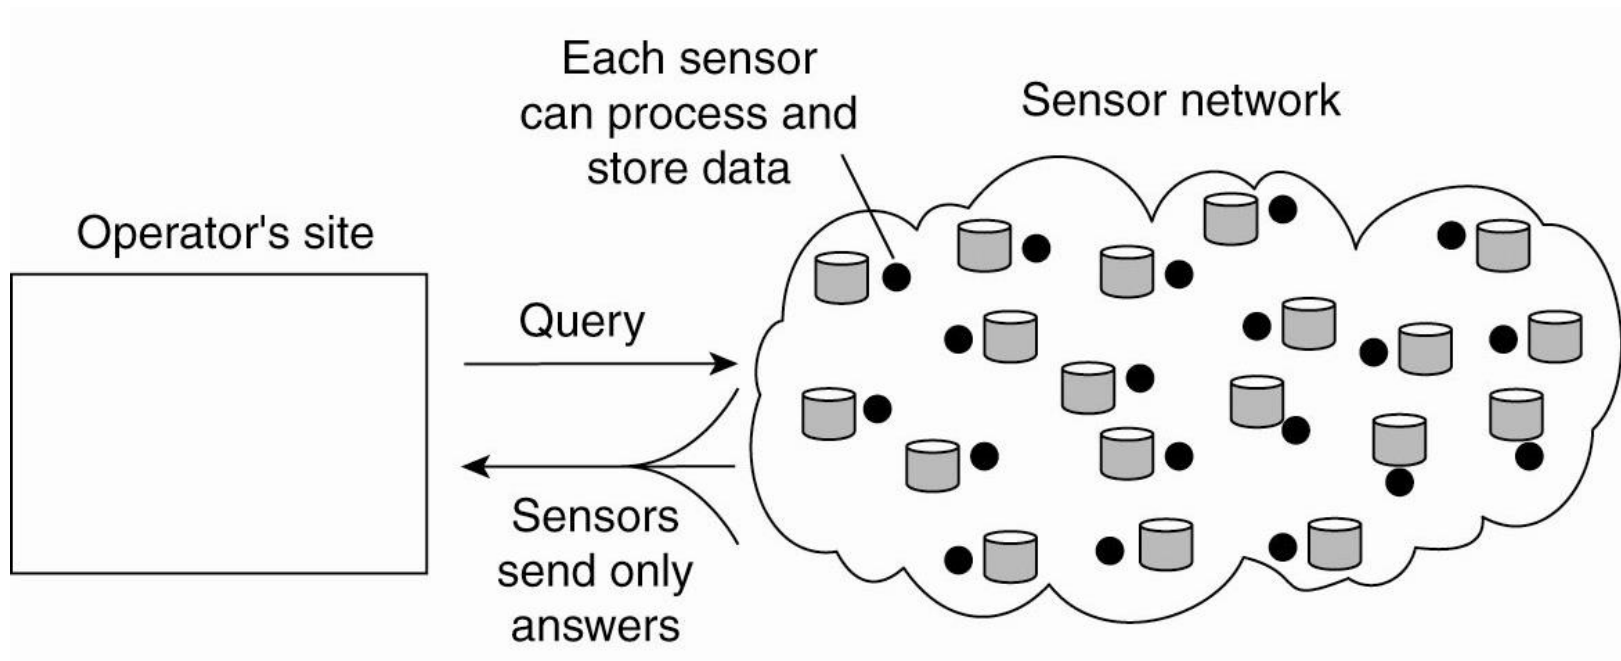 Each sensor
can process and
store data
Sensor network
Operator's site
Query
Sensors
send only
answers